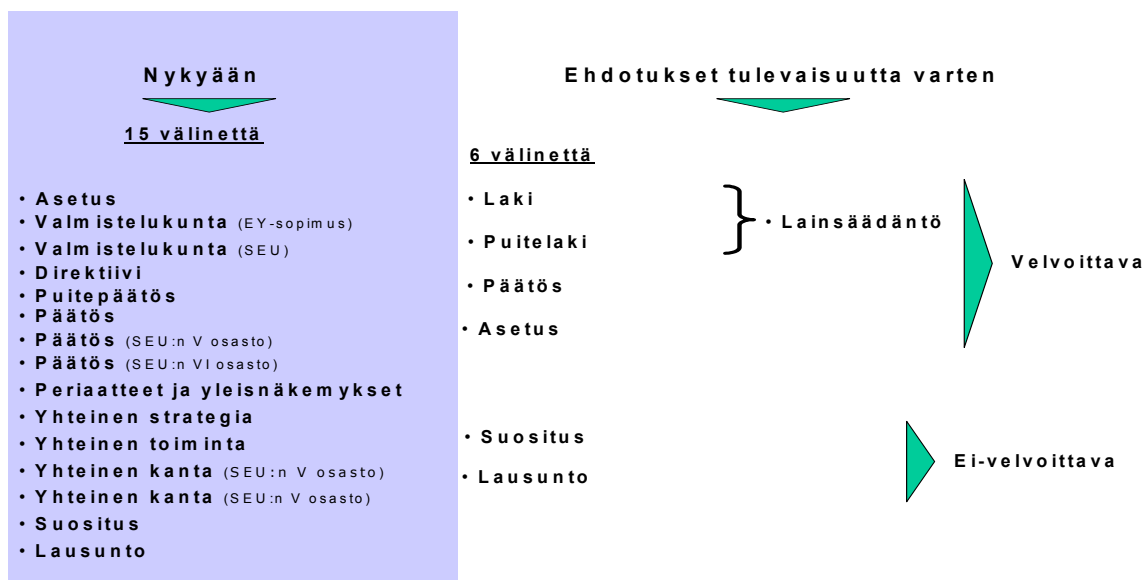 Nykyään
15 välinettä
• Asetus
• Valmistelukunta (EY-sopimus)
• Valmistelukunta (SEU)
• Direktiivi
• Puitepäätös
• Päätös
• Päätös (SEU:n V osasto)
• Päätös (SEU:n VI osasto)
• Periaatteet ja yleisnäkemykset
• Yhteinen strategia
• Yhteinen toiminta
• Yhteinen kanta (SEU:n V osasto)
• Yhteinen kanta (SEU:n V osasto)
• Suositus
• Lausunto
Ehdotukset tulevaisuutta varten
6 välinettä
• Laki
• Puitelaki
• Lainsäädäntö
• Päätös
• Asetus
Velvoittava
• Suositus
• Lausunto
Ei-velvoittava